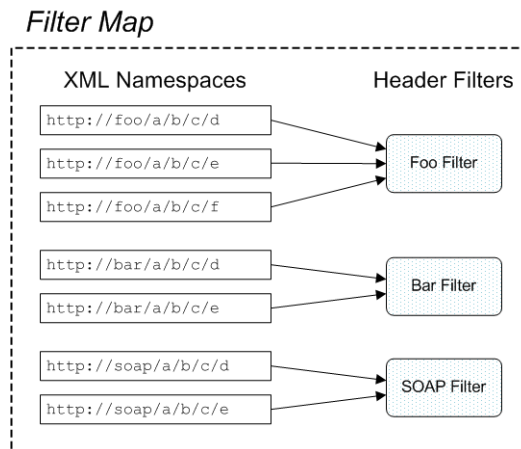 Filter Map
XML Namespaces
Header Filters
http://foo/a/b/c/d
http://foo/a/b/c/e
http://foo/a/b/c/f
Foo Filter
http://bar/a/b/c/d
http://bar/a/b/c/e
Bar Filter
http://soap/a/b/c/d
http://soap/a/b/c/e
SOAP Filter